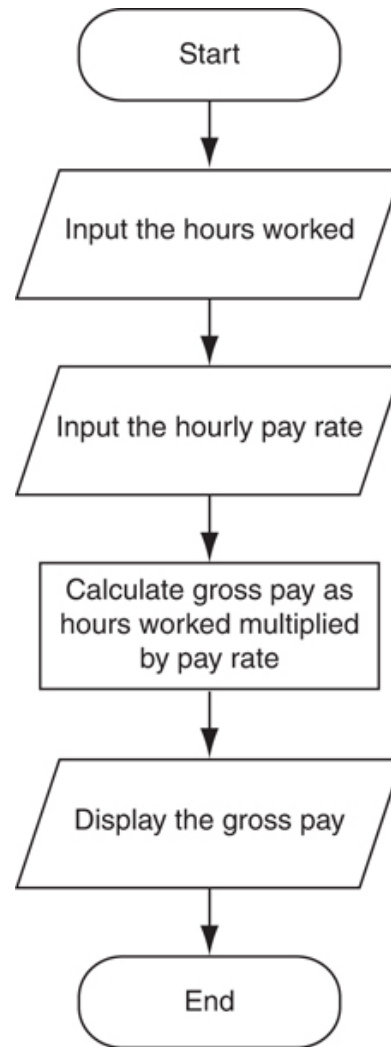 Start
Input the hours worked
Input the hourly pay rate
Calculate gross pay as
hours worked multiplied
by pay rate
Display the gross pay
End